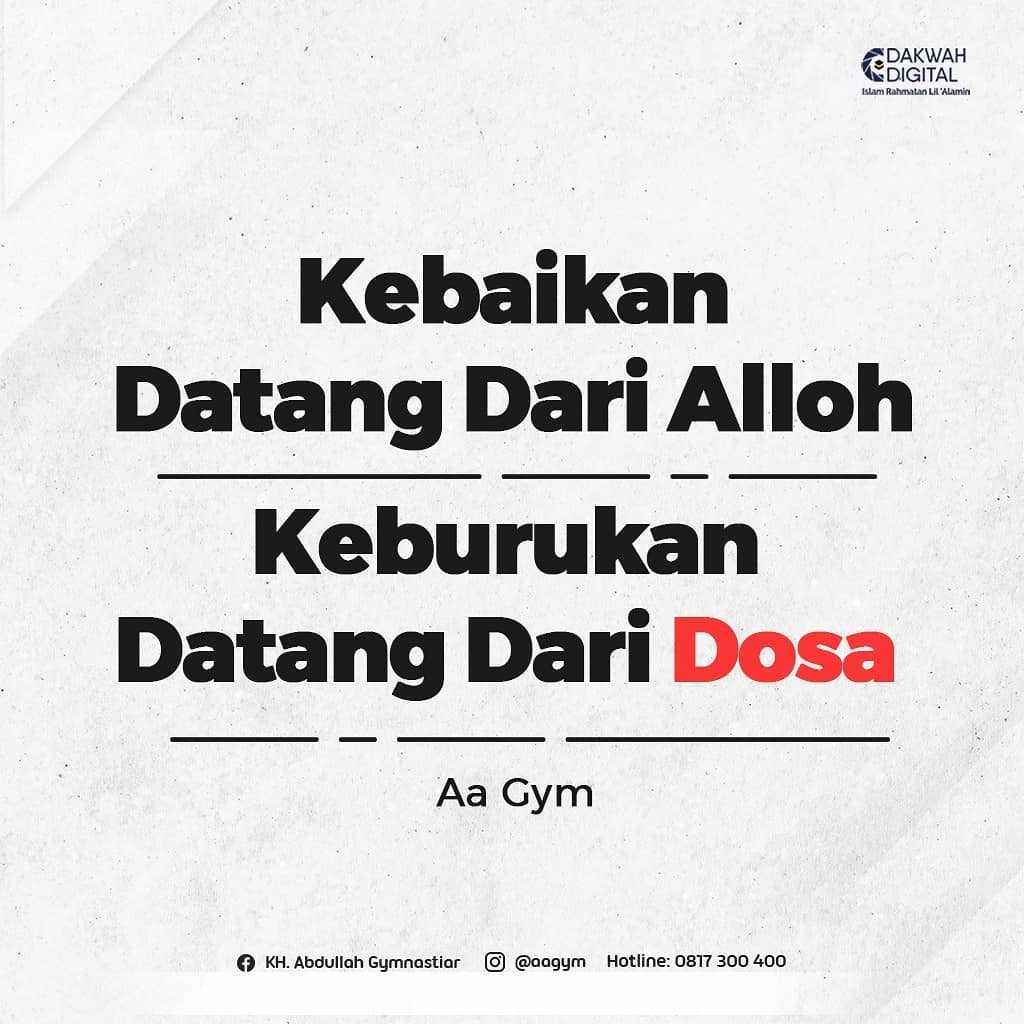 DAKWAH
DIGITAL
Islam Rahmatan Lil 'Alamin
Kebaikan
Datang Dari Alloh
Keburukan
Datang Dari Dosa
Aa Gym
KH. Abdullah Gymnastiar @aagym Hotline: 0817 300 400